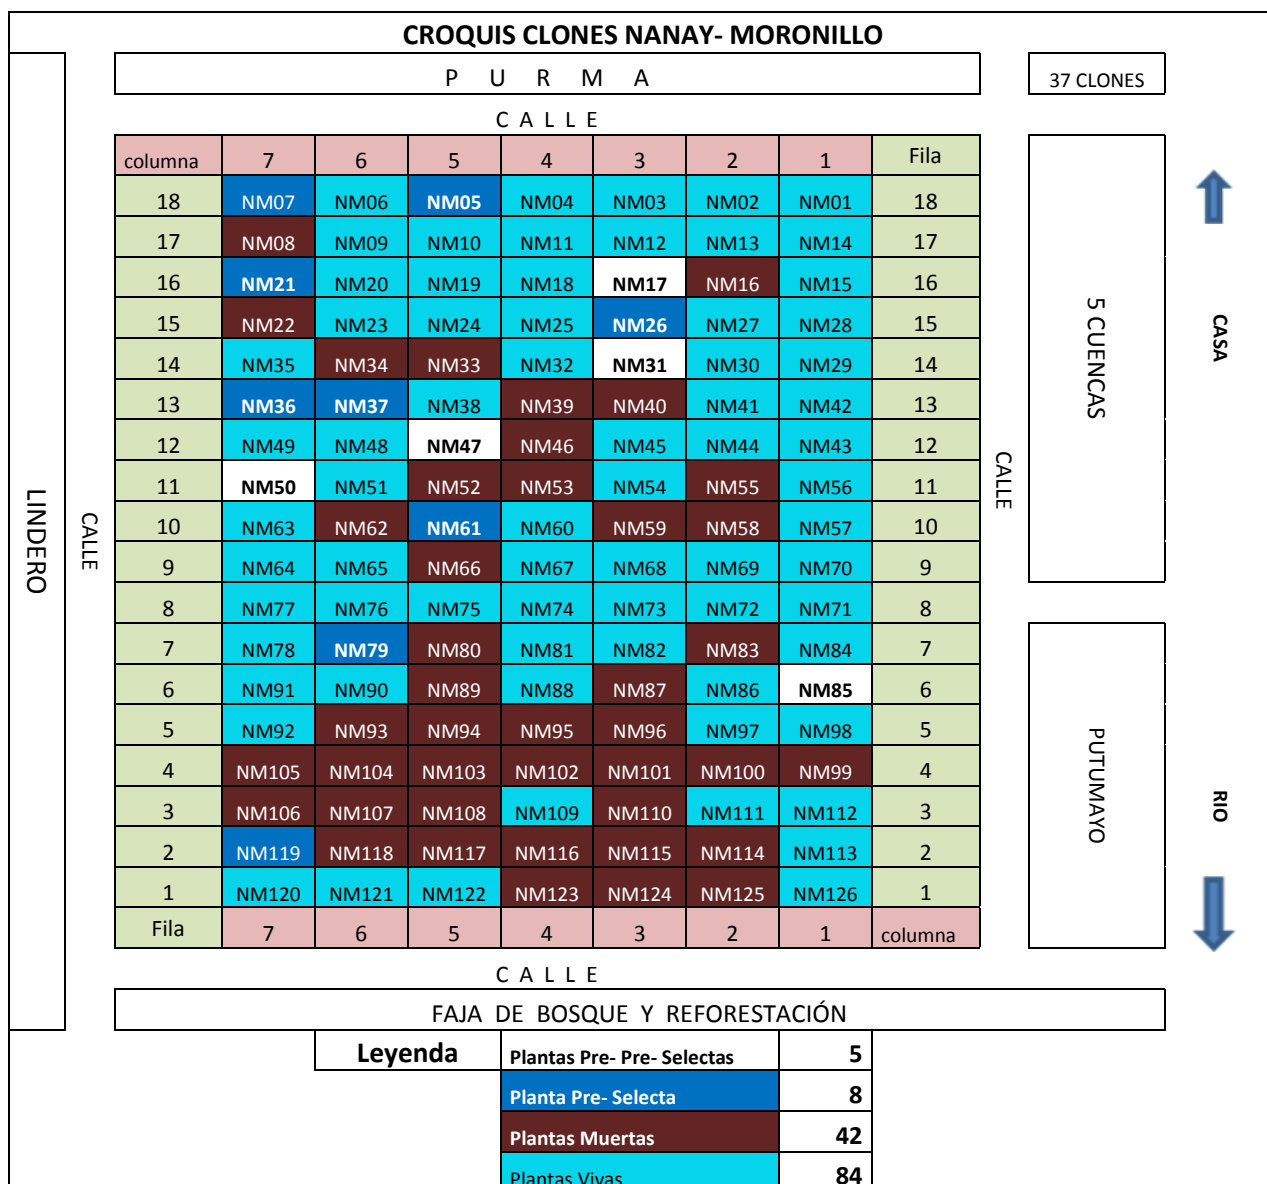 CROQUIS CLONES NANAY- MORONILLO
P U R M A
37 CLONES
C A L L E
columna 7 6 5 4 3 2 1 Fila
18 NM07 NM06 NM05 NM04 NM03 NM02 NM01 18
17 NM08 NM09 NM10 NM11 NM12 NM13 NM14 17
16 NM21 NM20 NM19 NM18 NM17 NM16 NM15 16
15 NM22 NM23 NM24 NM25 NM26 NM27 NM28 15
14 NM35 NM34 NM33 NM32 NM31 NM30 NM29 14
13 NM36 NM37 NM38 NM39 NM40 NM41 NM42 13
12 NM49 NM48 NM47 NM46 NM45 NM44 NM43 12
11 NM50 NM51 NM52 NM53 NM54 NM55 NM56 11
10 NM63 NM62 NM61 NM60 NM59 NM58 NM57 10
9 NM64 NM65 NM66 NM67 NM68 NM69 NM70 9
8 NM77 NM76 NM75 NM74 NM73 NM72 NM71 8
7 NM78 NM79 NM80 NM81 NM82 NM83 NM84 7
6 NM91 NM90 NM89 NM88 NM87 NM86 NM85 6
5 NM92 NM93 NM94 NM95 NM96 NM97 NM98 5
4 NM105 NM104 NM103 NM102 NM101 NM100 NM99 4
3 NM106 NM107 NM108 NM109 NM110 NM111 NM112 3
2 NM119 NM118 NM117 NM116 NM115 NM114 NM113 2
1 NM120 NM121 NM122 NM123 NM124 NM125 NM126 1
Fila 7 6 5 4 3 2 1 columna
LINDERO
CALLE
CALLE
5 CUENCAS
CASA
PUTUMAYO
RIO
C A L L E
FAJA DE BOSQUE Y REFORESTACIÓN
Leyenda Plantas Pre- Pre- Selectas 5
Planta Pre- Selecta 8
Plantas Muertas 42
Plantas Vivas 84